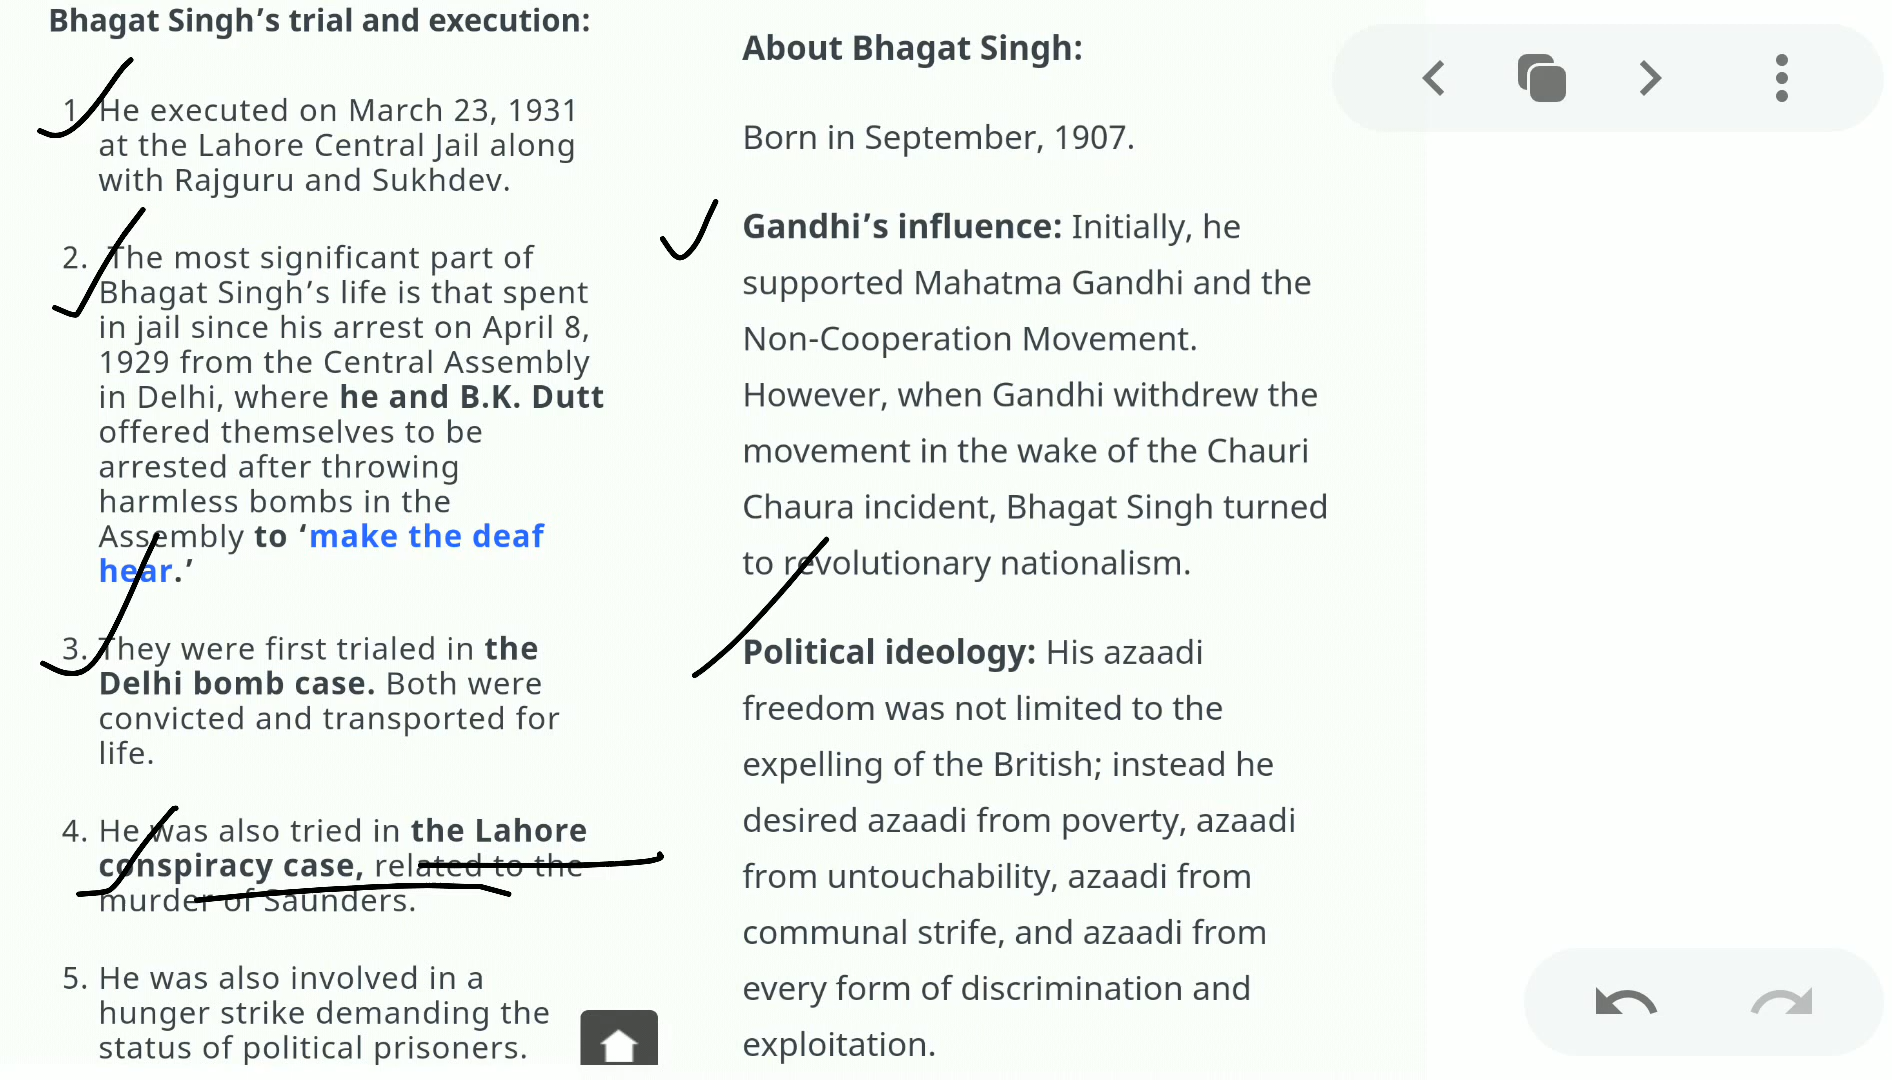 Bhagat Singh’s trial and execution:
1. He executed on March 23, 1931
at the Lahore Central Jail along
with Rajguru and Sukhdev.
2. The most significant part of
Bhagat Singh’s life is that spent
in jail since his arrest on April 8,
1929 from the Central Assembly
in Delhi, where he and B.K. Dutt
offered themselves to be
arrested after throwing
harmless bombs in the
Assembly to ‘make the deaf
hear.’
3. They were first trialed in the
Delhi bomb case. Both were
convicted and transported for
life.
4. He was also tried in the Lahore
conspiracy case, related to the
murder of Saunders.
5. He was also involved in a
hunger strike demanding the
status of political prisoners.
About Bhagat Singh:
Born in September, 1907.
Gandhi’s influence: Initially, he
supported Mahatma Gandhi and the
Non-Cooperation Movement.
However, when Gandhi withdrew the
movement in the wake of the Chauri
Chaura incident, Bhagat Singh turned
to revolutionary nationalism.
Political ideology: His azaadi
freedom was not limited to the
expelling of the British; instead he
desired azaadi from poverty, azaadi
from untouchability, azaadi from
communal strife, and azaadi from
every form of discrimination and
exploitation.